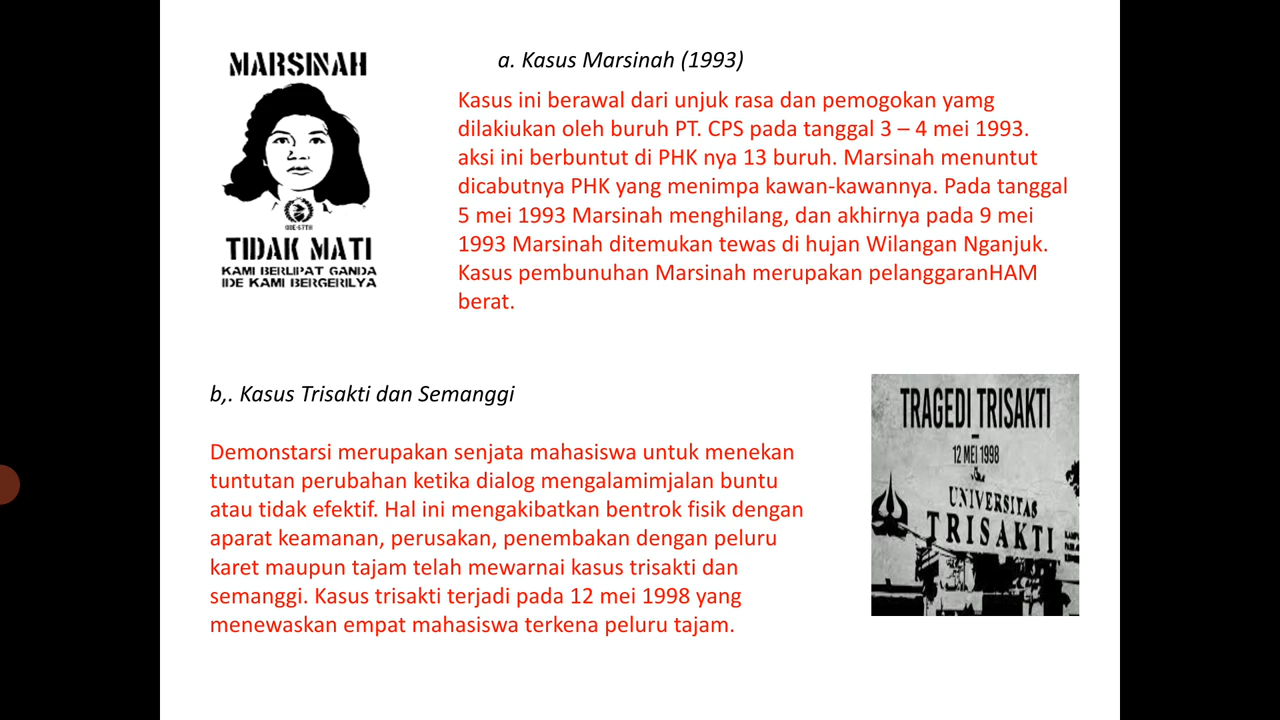 MARSINAH
ODE-57TH
TIDAK MATI
KAMI BERLIPAT GANDA
IDE KAMI BERGERILYA
a. Kasus Marsinah (1993)
Kasus ini berawal dari unjuk rasa dan pemogokan yamg
dilakiukan oleh buruh PT. CPS pada tanggal 3 – 4 mei 1993.
aksi ini berbuntut di PHK nya 13 buruh. Marsinah menuntut
dicabutnya PHK yang menimpa kawan-kawannya. Pada tanggal
5 mei 1993 Marsinah menghilang, dan akhirnya pada 9 mei
1993 Marsinah ditemukan tewas di hujan Wilangan Nganjuk.
Kasus pembunuhan Marsinah merupakan pelanggaranHAM
berat.
b,. Kasus Trisakti dan Semanggi
Demonstarsi merupakan senjata mahasiswa untuk menekan
tuntutan perubahan ketika dialog mengalamimjalan buntu
atau tidak efektif. Hal ini mengakibatkan bentrok fisik dengan
aparat keamanan, perusakan, penembakan dengan peluru
karet maupun tajam telah mewarnai kasus trisakti dan
semanggi. Kasus trisakti terjadi pada 12 mei 1998 yang
menewaskan empat mahasiswa terkena peluru tajam.
TRAGEDI TRISAKTI
12 MEI 1998
UNIVERSITAS
TRISAKTI